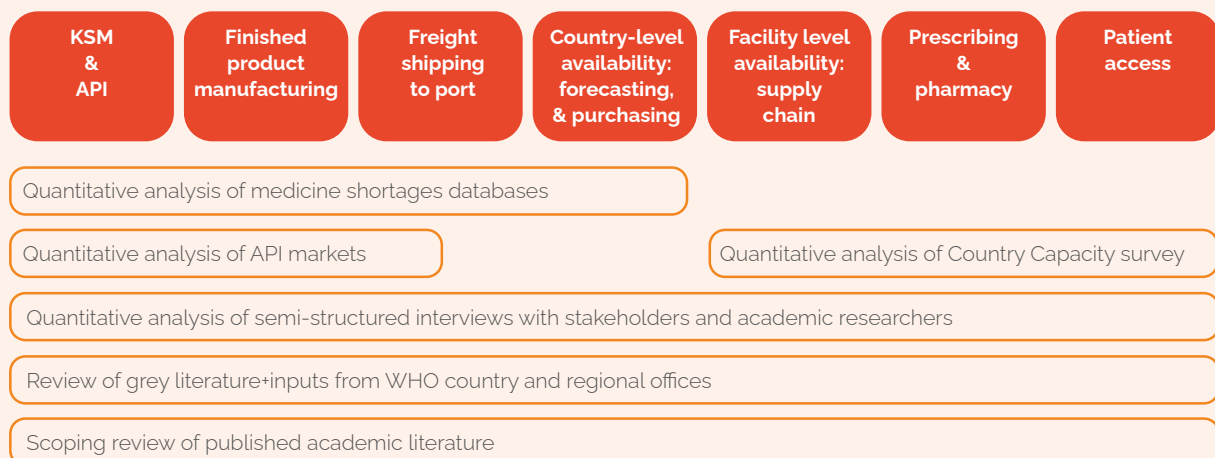 KSM
&
API
Finished
product
manufacturing
Freight
shipping
to port
Country-level
availability:
forecasting,
& purchasing
Facility level
availability:
supply
chain
Prescribing
&
pharmacy
Patient
access
Quantitative analysis of medicine shortages databases
Quantitative analysis of API markets
Quantitative analysis of Country Capacity survey
Quantitative analysis of semi-structured interviews with stakeholders and academic researchers
Review of grey literature+inputs from WHO country and regional offices
Scoping review of published academic literature